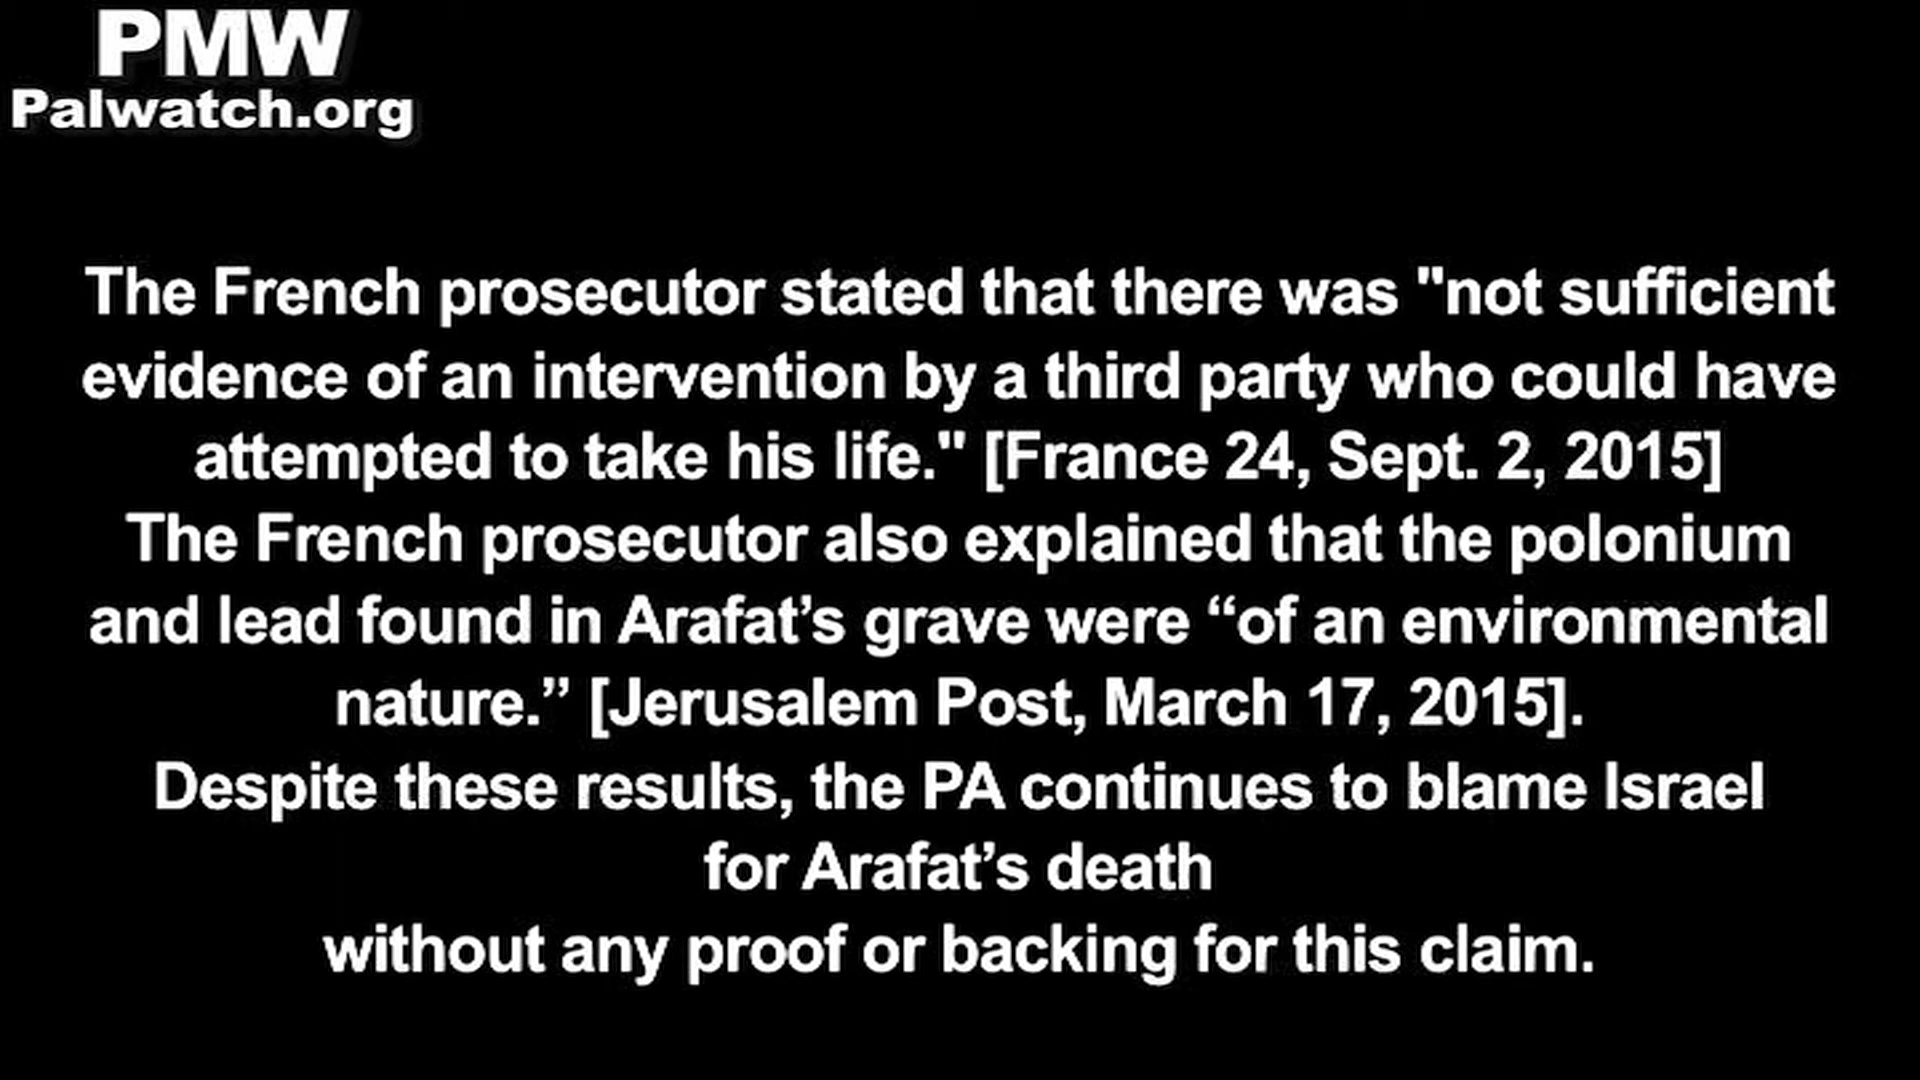 PMW
Palwatch.org
The French prosecutor stated that there was "not sufficient
evidence of an intervention by a third party who could have
attempted to take his life." [France 24, Sept. 2, 2015]
The French prosecutor also explained that the polonium
and lead found in Arafat’s grave were “of an environmental
nature.” [Jerusalem Post, March 17, 2015].
Despite these results, the PA continues to blame Israel
for Arafat’s death
without any proof or backing for this claim.